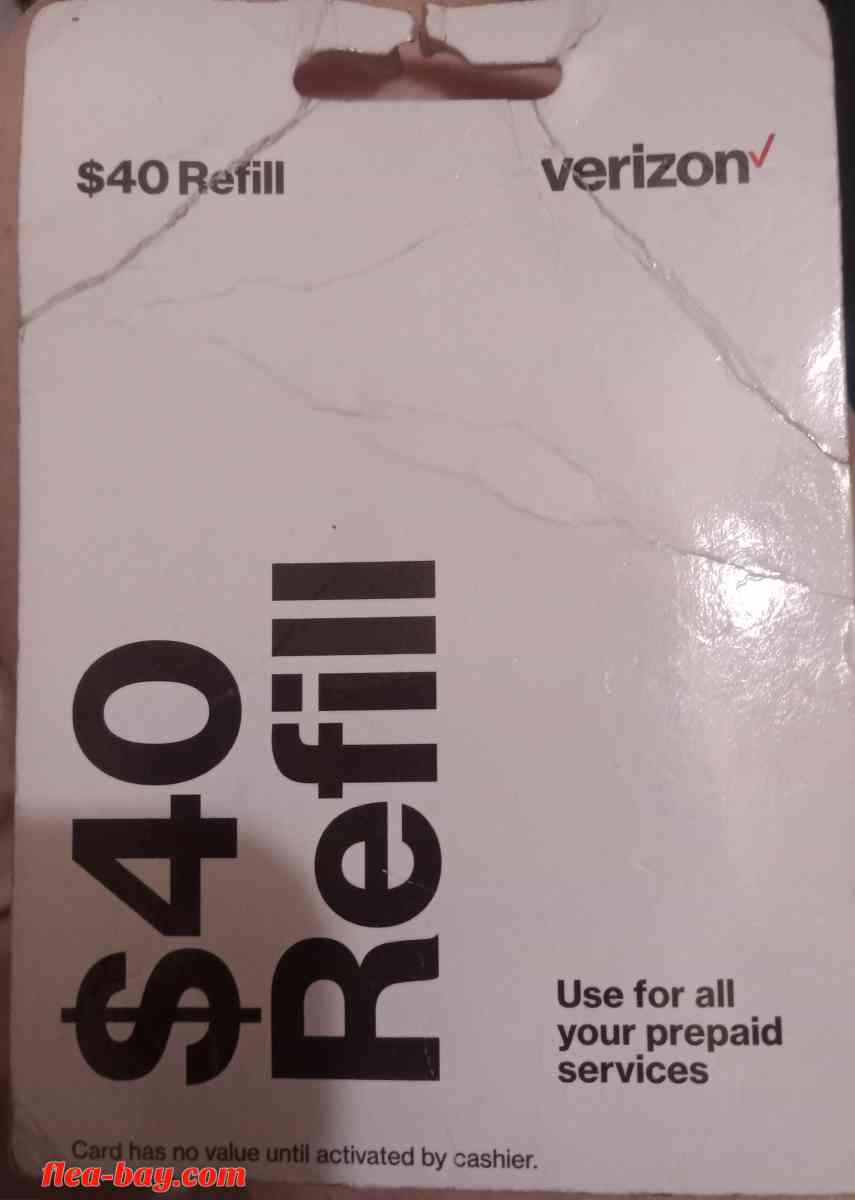 $40 Refill
verizon✓
$40
Refill
Use for all
your prepaid
services
Card has no value until activated by cashier.
flea-bay.com